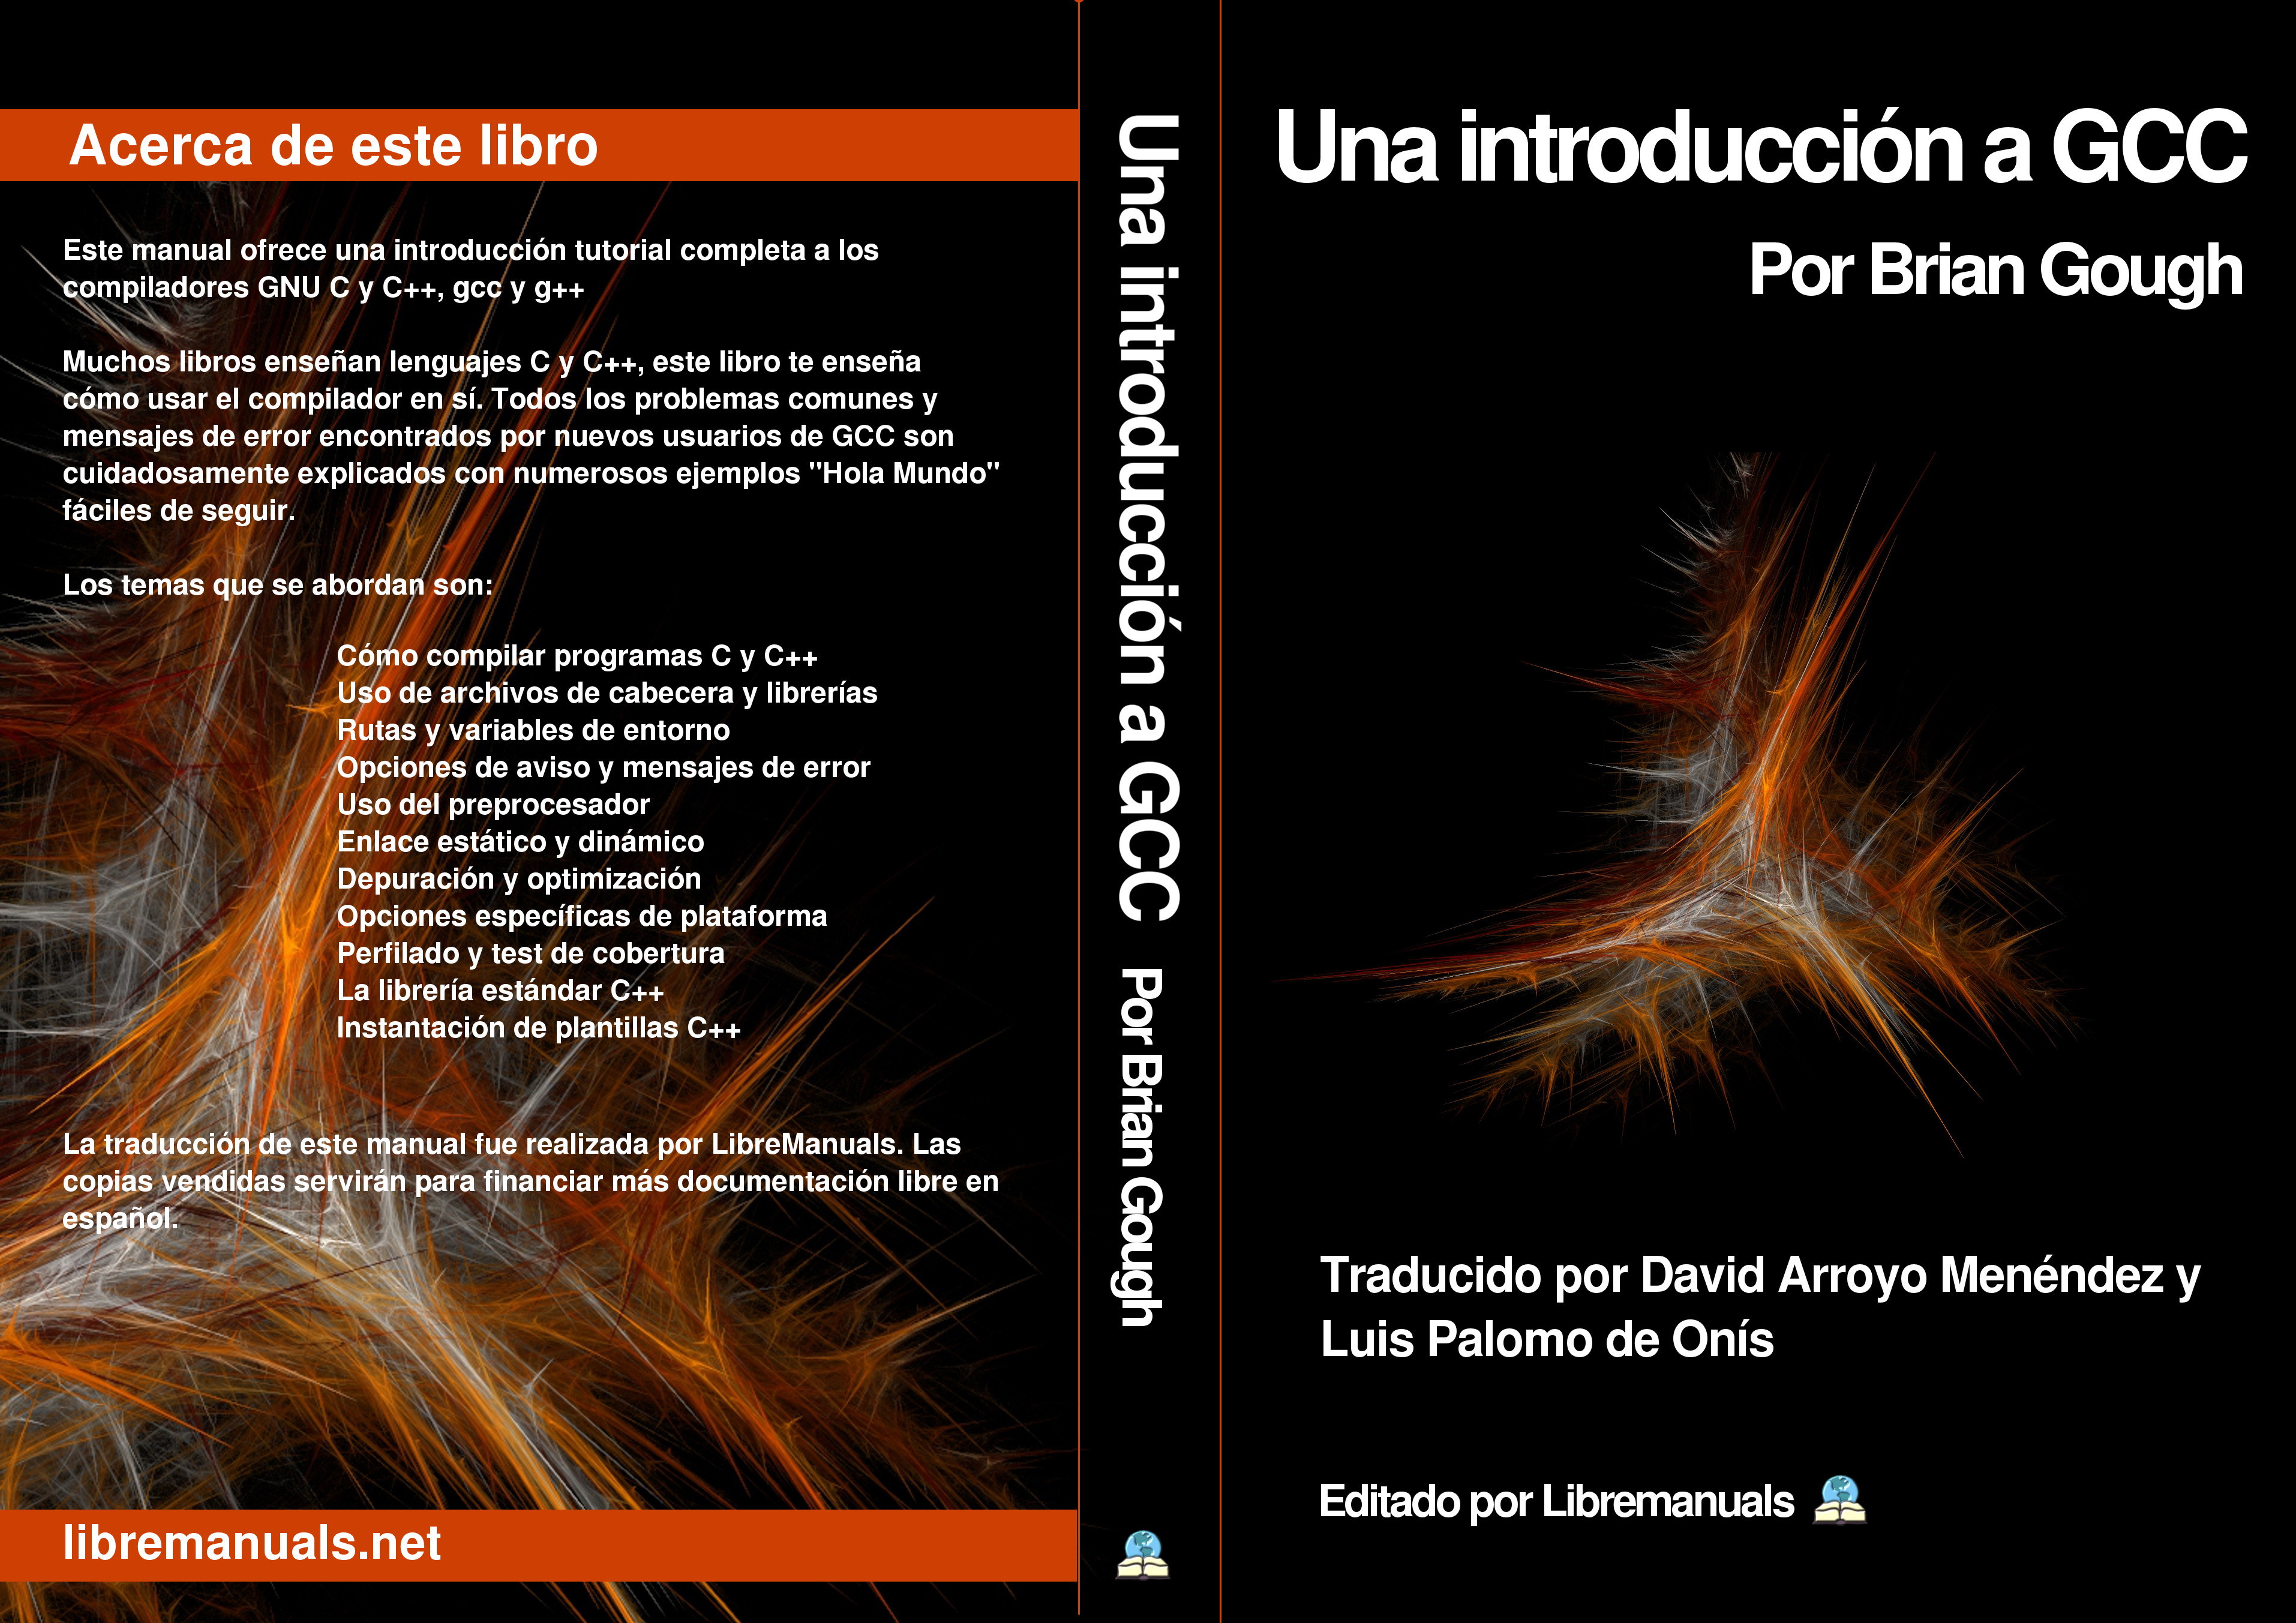 Acerca de este libro
Este manual ofrece una introducción tutorial completa a los
compiladores GNU C y C++, gcc y g++
Muchos libros enseñan lenguajes C y C++, este libro te enseña
cómo usar el compilador en sí. Todos los problemas comunes y
mensajes de error encontrados por nuevos usuarios de GCC son
cuidadosamente explicados con numerosos ejemplos "Hola Mundo"
fáciles de seguir.
Los temas que se abordan son:
Cómo compilar programas C y C++
Uso de archivos de cabecera y librerías
Rutas y variables de entorno
Opciones de aviso y mensajes de error
Uso del preprocesador
Enlace estático y dinámico
Depuración y optimización
Opciones específicas de plataforma
Perfilado y test de cobertura
La librería estándar C++
Instantación de plantillas C++
La traducción de este manual fue realizada por LibreManuals. Las
copias vendidas servirán para financiar más documentación libre en
español.
libremanuals.net
Una introducción a GCC Por Brian Gough
Una introducción a GCC
Por Brian Gough
Traducido por David Arroyo Menéndez y
Luis Palomo de Onís
Editado por Libremanuals